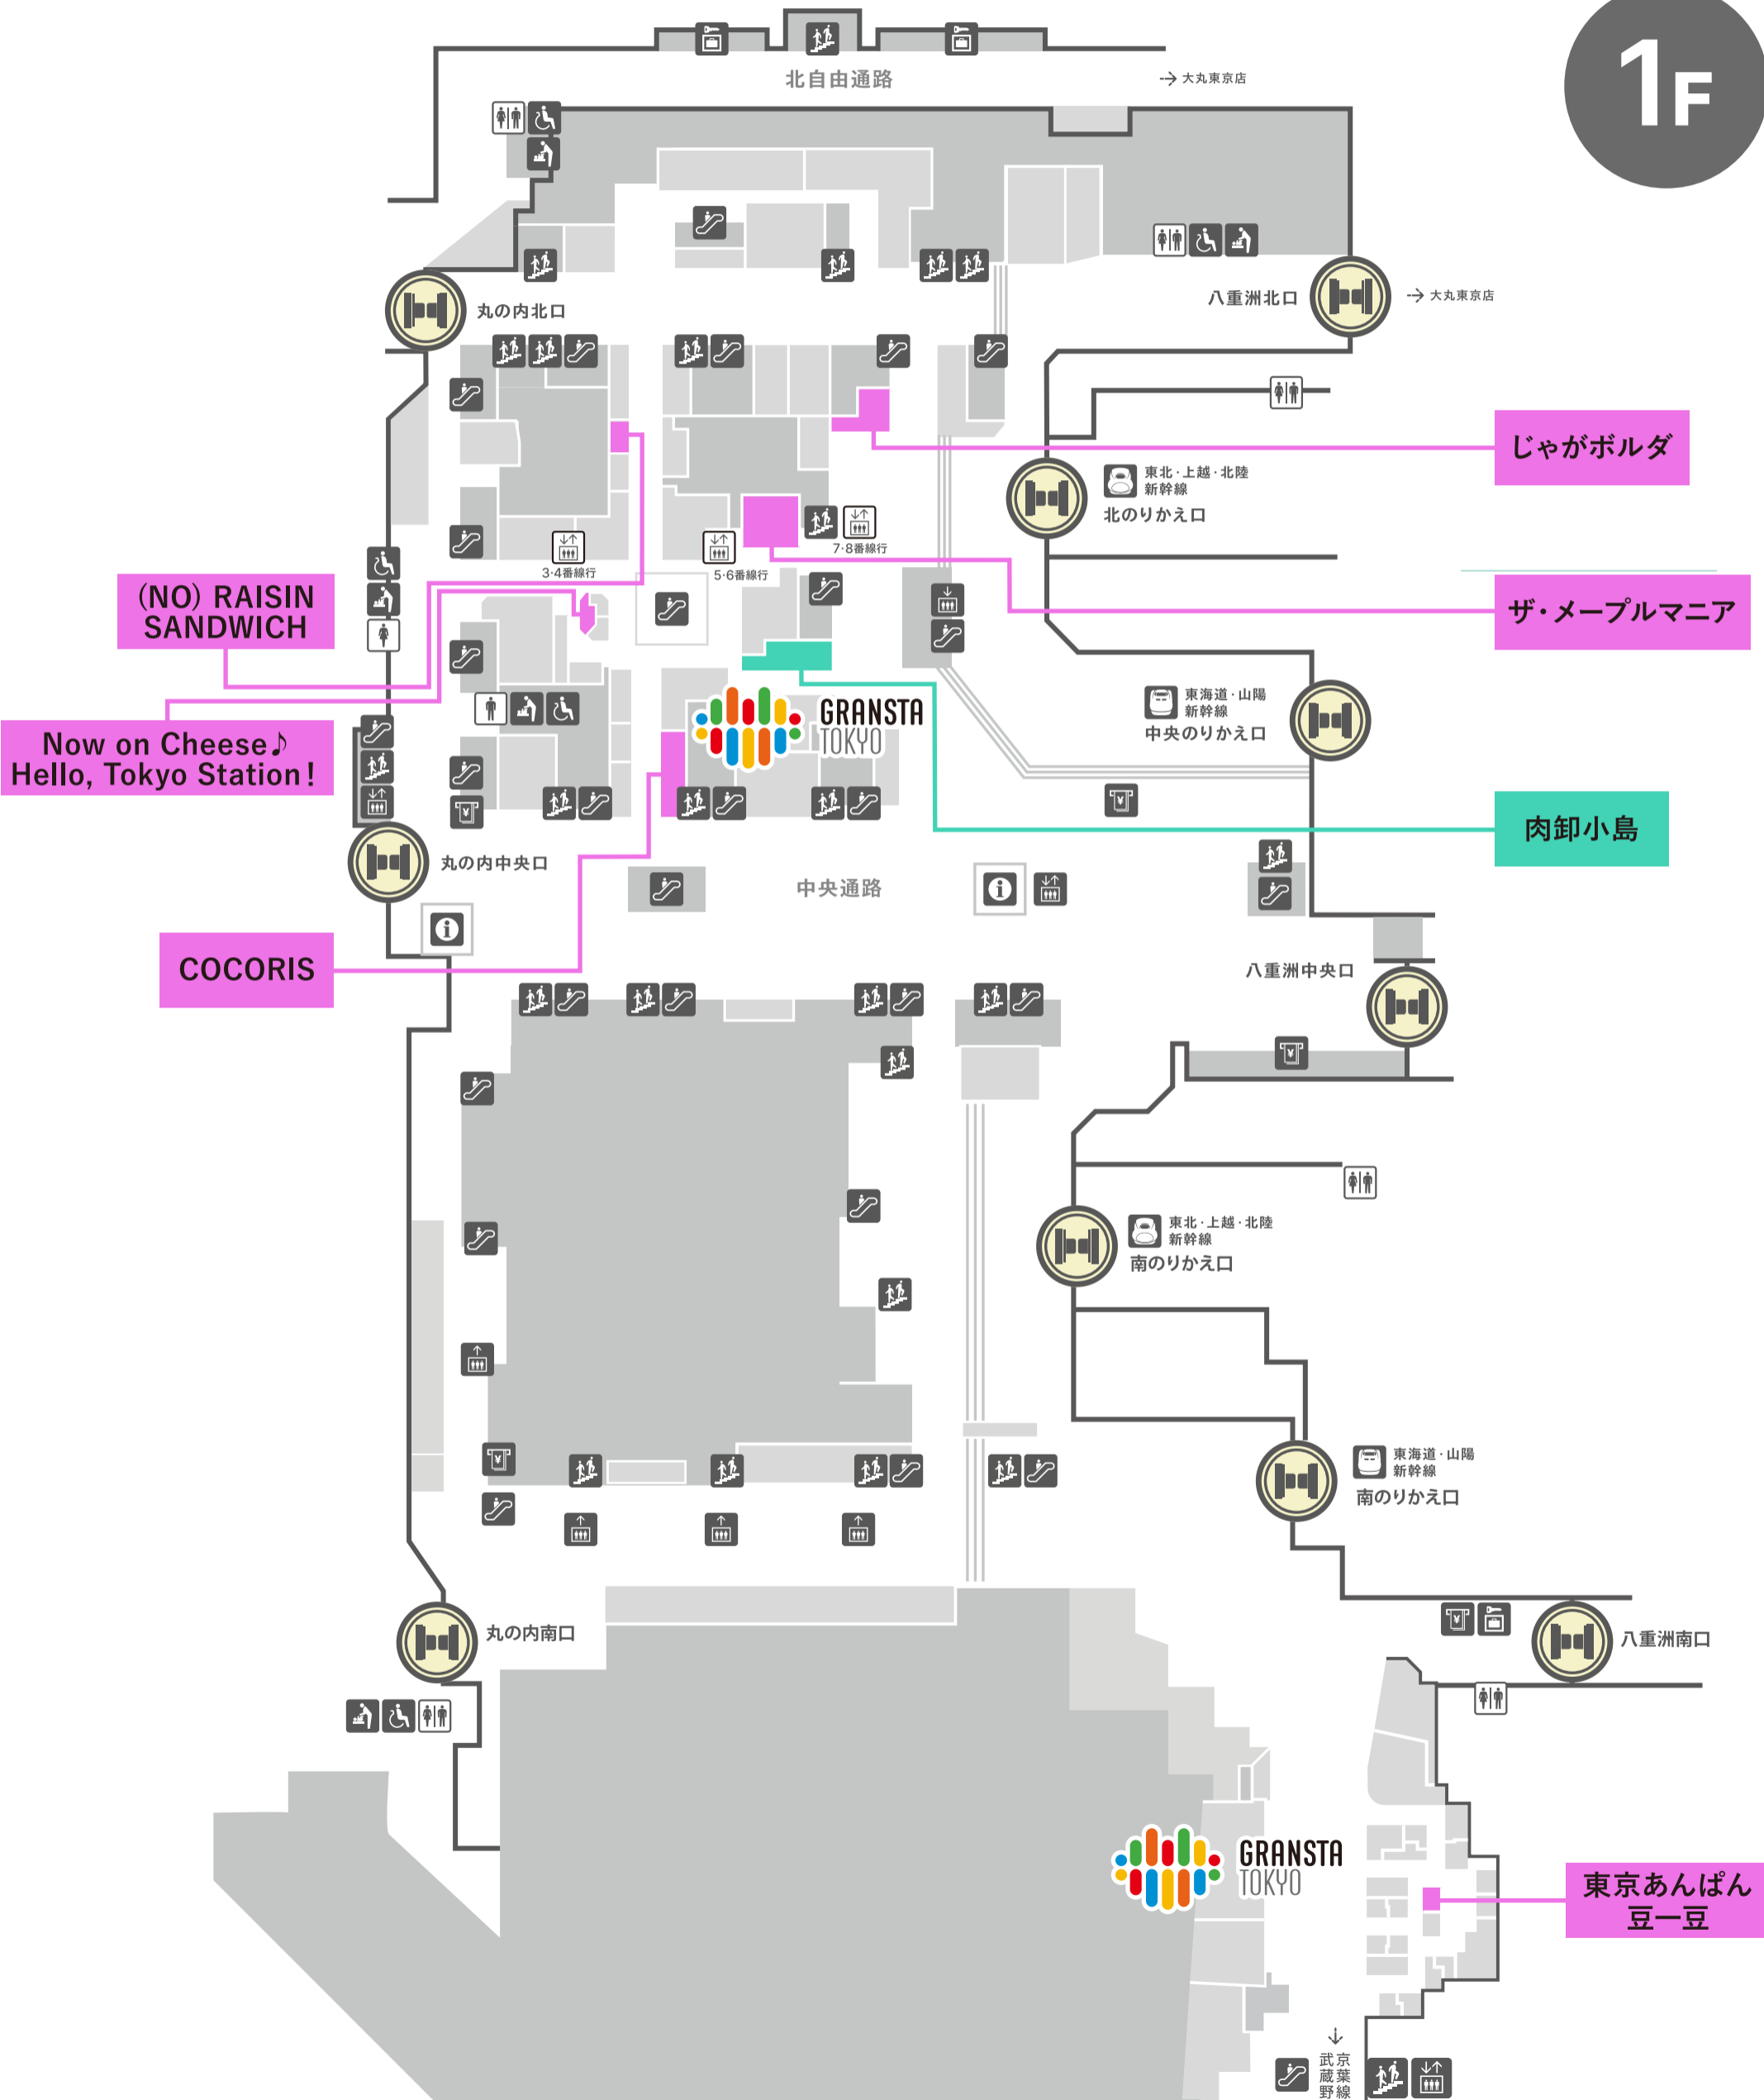 1F
北自由通路
大丸東京店
丸の内北口
八重洲北口
大丸東京店
じゃがボルダ
東北・上越・北陸
新幹線
北のりかえ口
7・8番線行
3・4番線行
5・6番線行
(NO) RAISIN
SANDWICH
ザ・メープルマニア
Now on Cheese♪
Hello, Tokyo Station!
GRANSTA
TOKYO
東海道・山陽
新幹線
中央のりかえ口
肉卸小島
丸の内中央口
中央通路
COCORIS
八重洲中央口
東北・上越・北陸
新幹線
南のりかえ口
東海道・山陽
新幹線
南のりかえ口
丸の内南口
八重洲南口
GRANSTA
TOKYO
東京あんぱん
豆一豆
京葉線
武蔵野